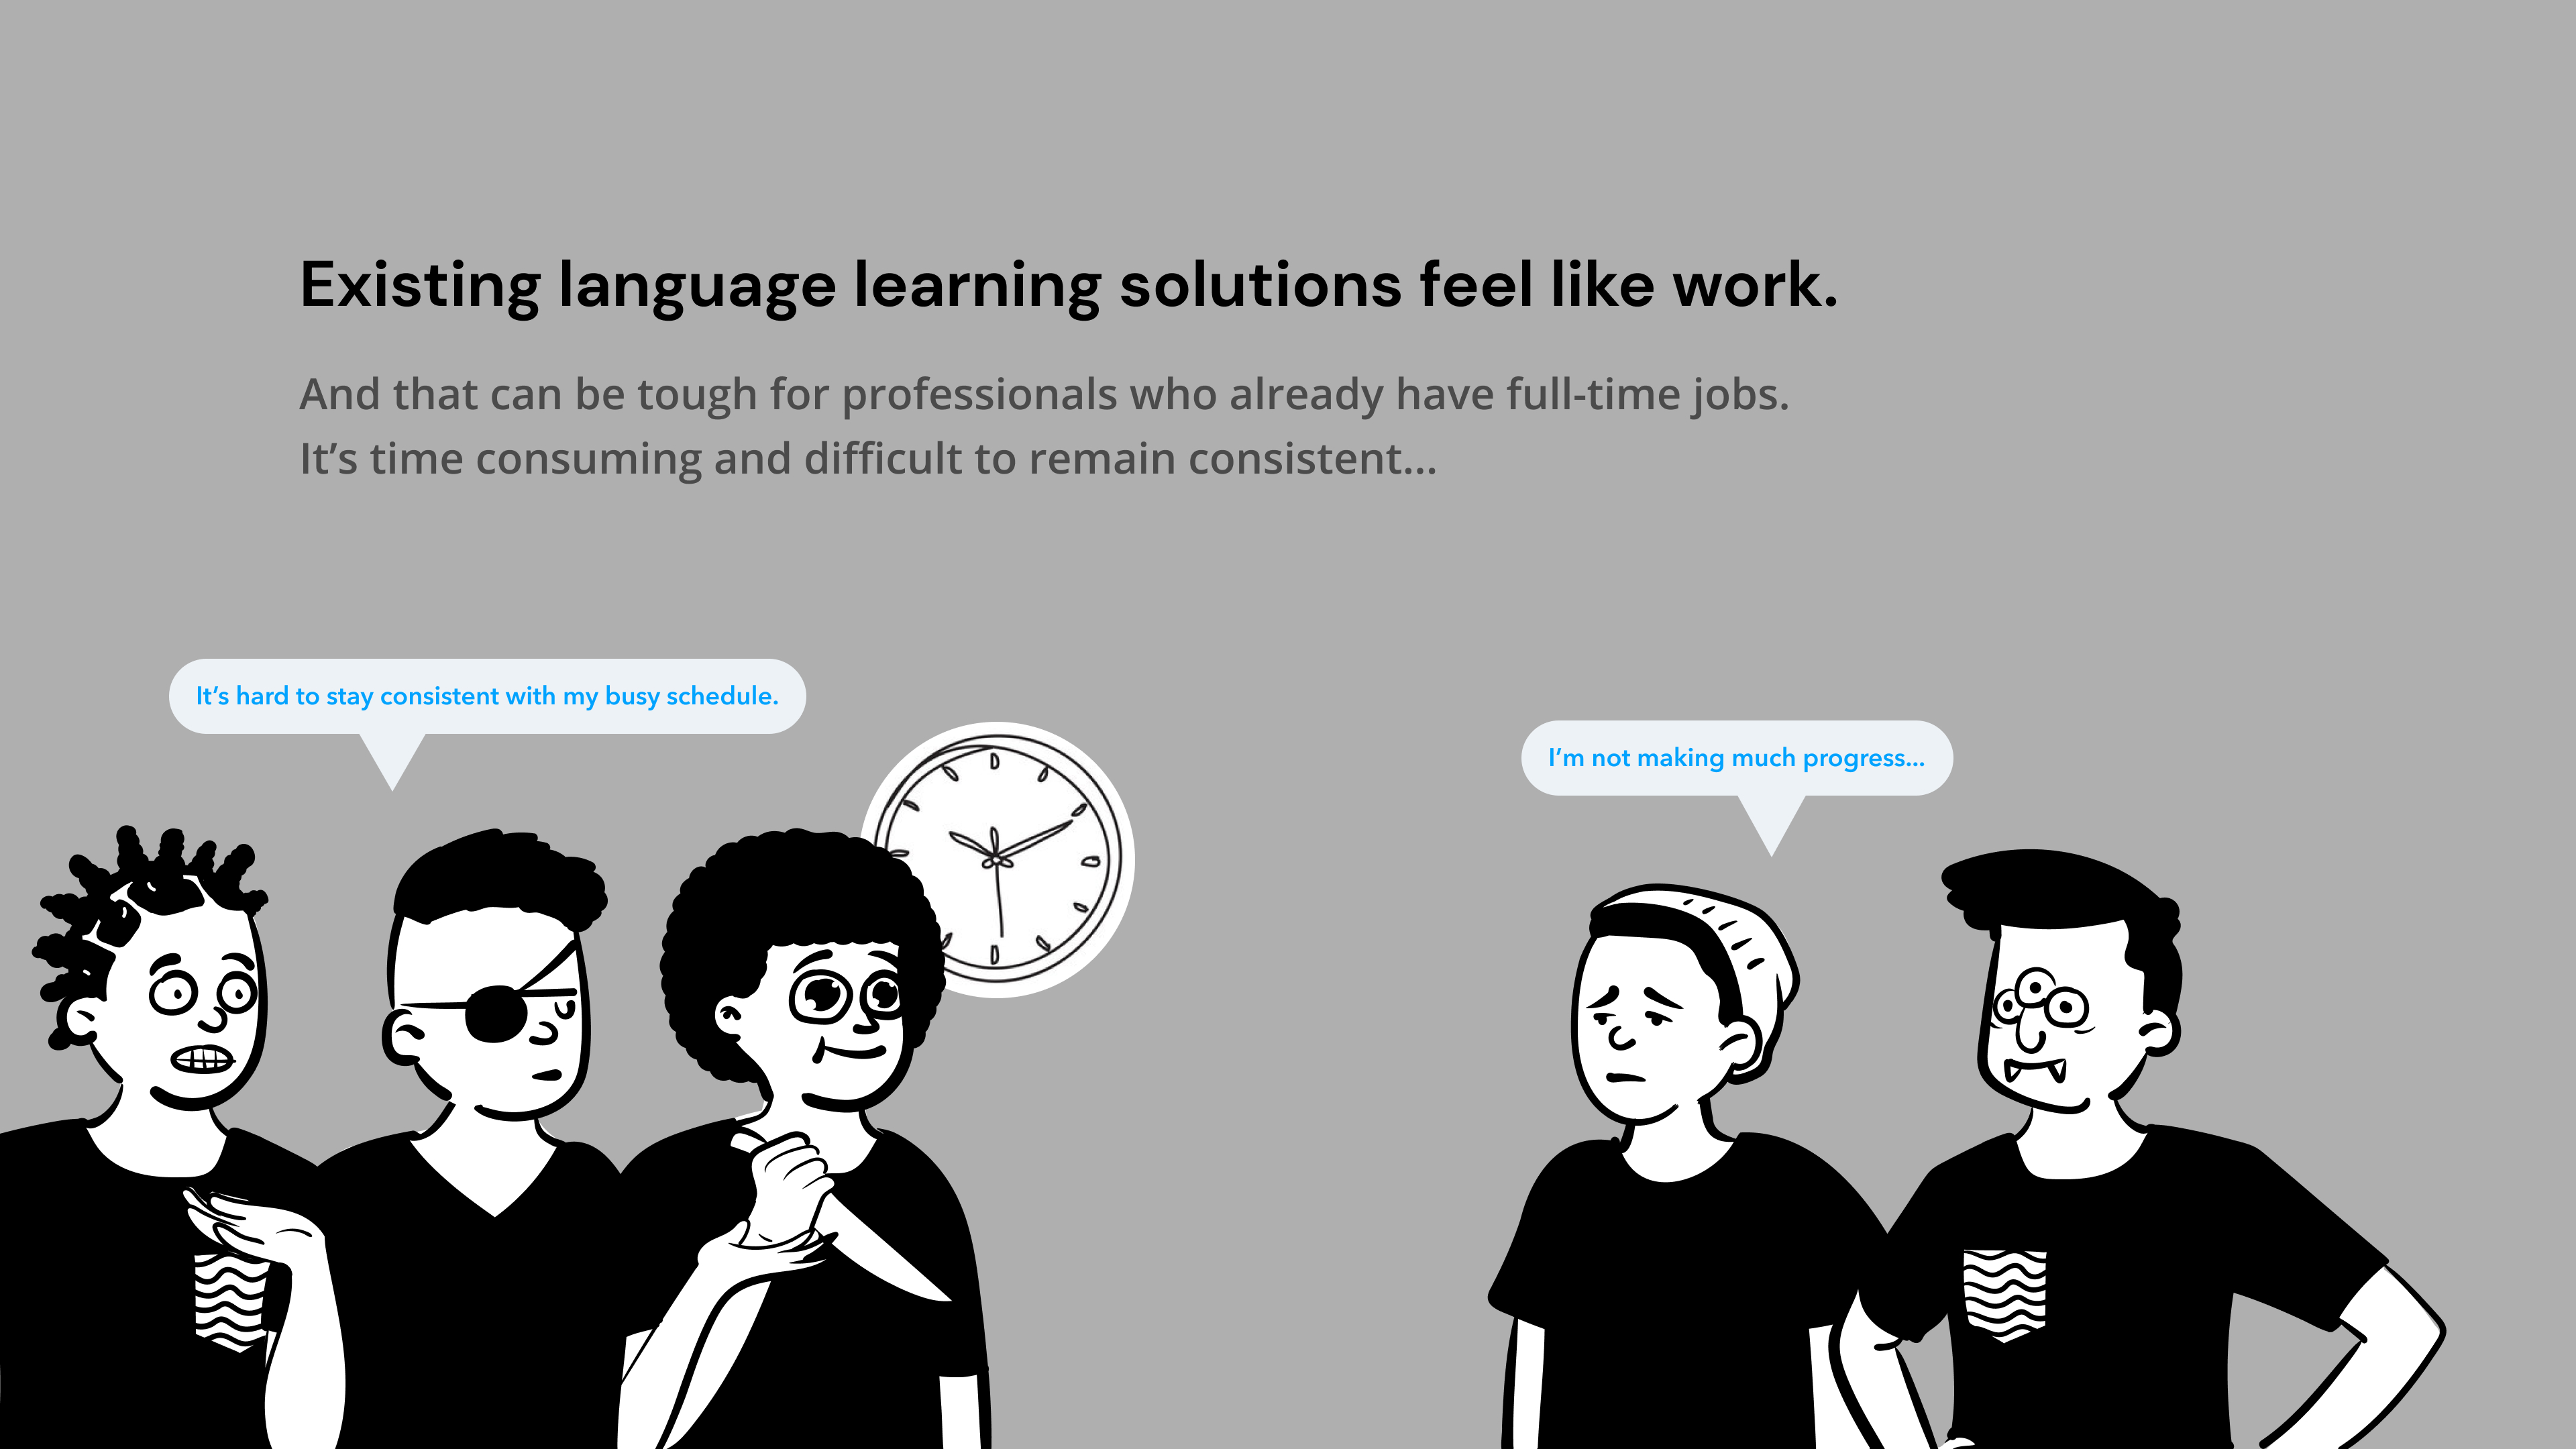 Existing language learning solutions feel like work.
And that can be tough for professionals who already have full-time jobs.
It’s time consuming and difficult to remain consistent...
It’s hard to stay consistent with my busy schedule.
I’m not making much progress...